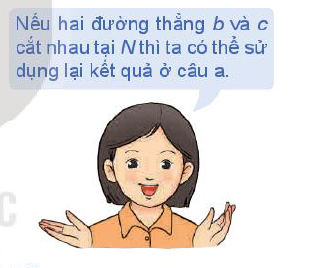 Nếu hai đường thẳng b và c
cắt nhau tại N thì ta có thể sử
dụng lại kết quả ở câu a.